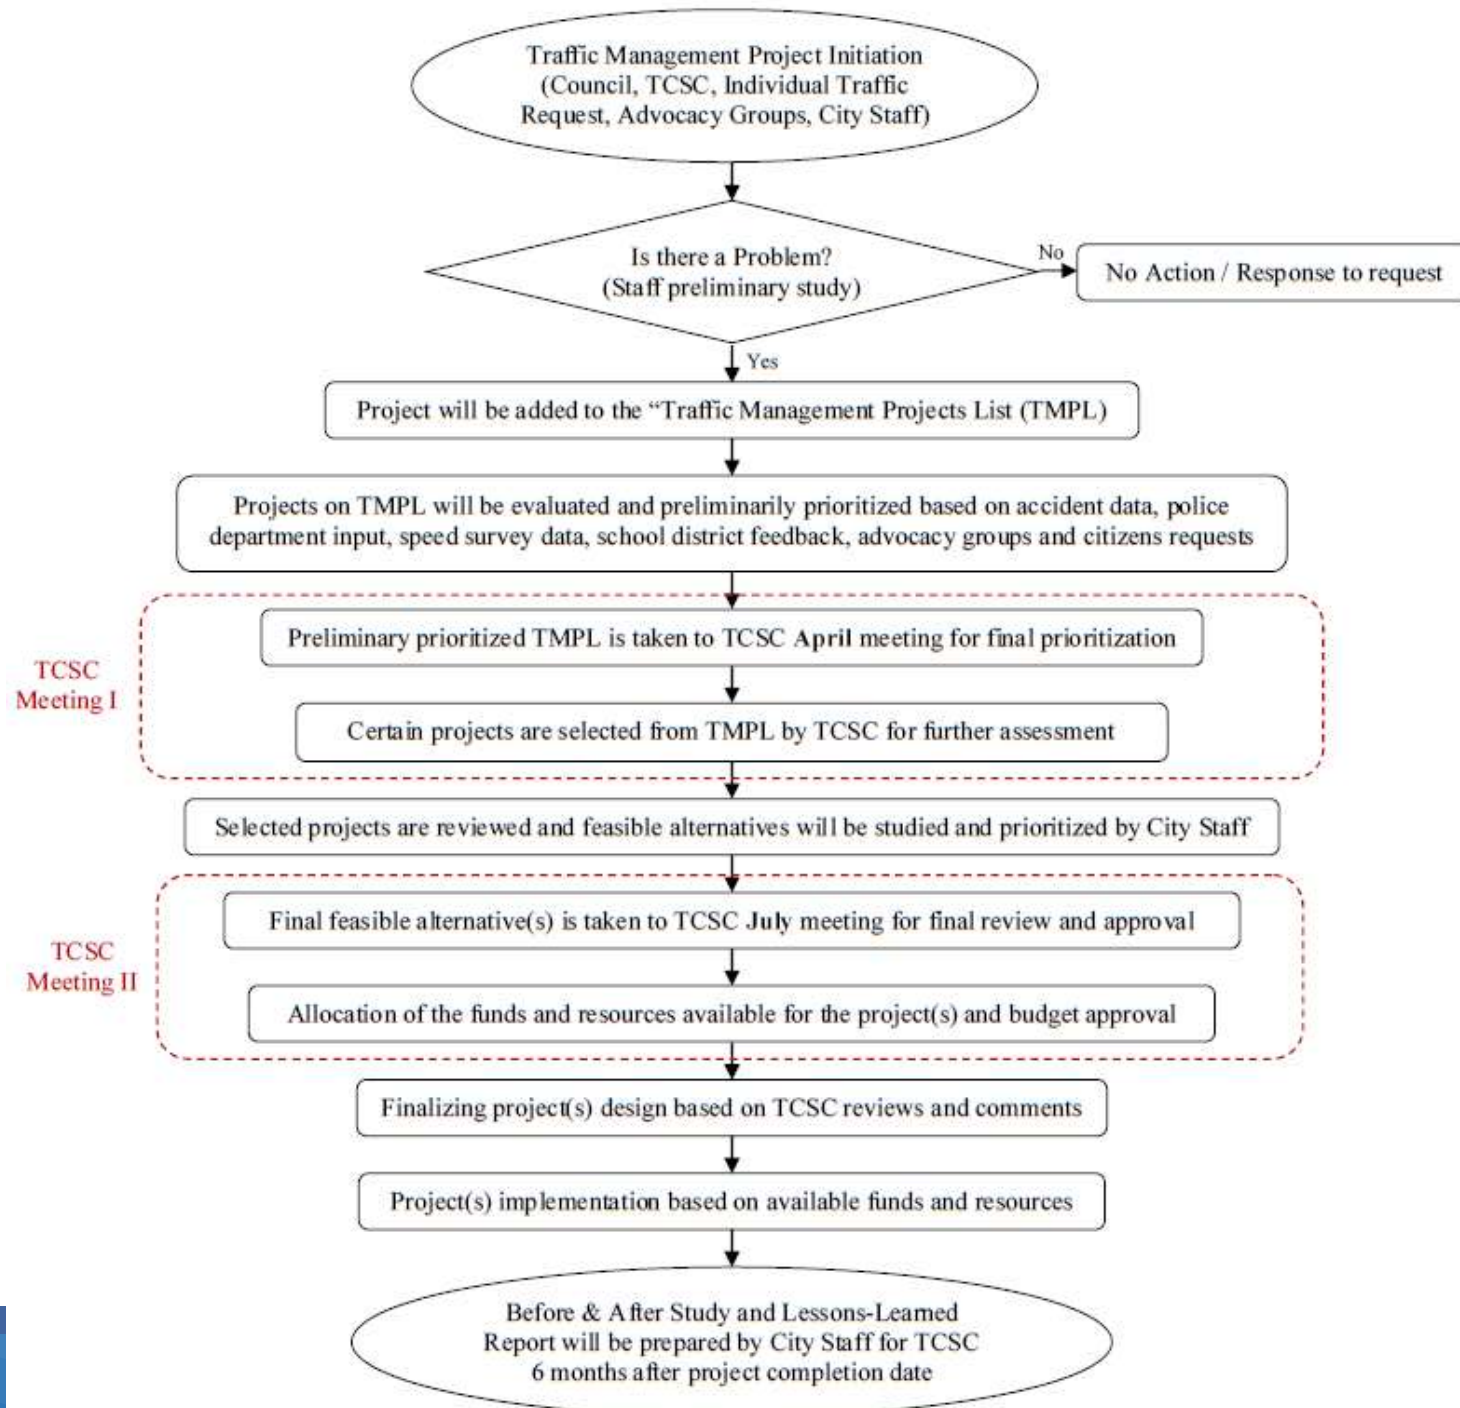 Traffic Management Project Initiation
(Council, TCSC, Individual Traffic
Request, Advocacy Groups, City Staff)
Is there a Problem?
(Staff preliminary study)
No
No Action / Response to request
Yes
Project will be added to the “Traffic Management Projects List (TMPL)
Projects on TMPL will be evaluated and preliminarily prioritized based on accident data, police
department input, speed survey data, school district feedback, advocacy groups and citizens requests
TCSC
Meeting I
Preliminary prioritized TMPL is taken to TCSC April meeting for final prioritization
Certain projects are selected from TMPL by TCSC for further assessment
Selected projects are reviewed and feasible alternatives will be studied and prioritized by City Staff
TCSC
Meeting II
Final feasible alternative(s) is taken to TCSC July meeting for final review and approval
Allocation of the funds and resources available for the project(s) and budget approval
Finalizing project(s) design based on TCSC reviews and comments
Project(s) implementation based on available funds and resources
Before & After Study and Lessons-Learned
Report will be prepared by City Staff for TCSC
6 months after project completion date